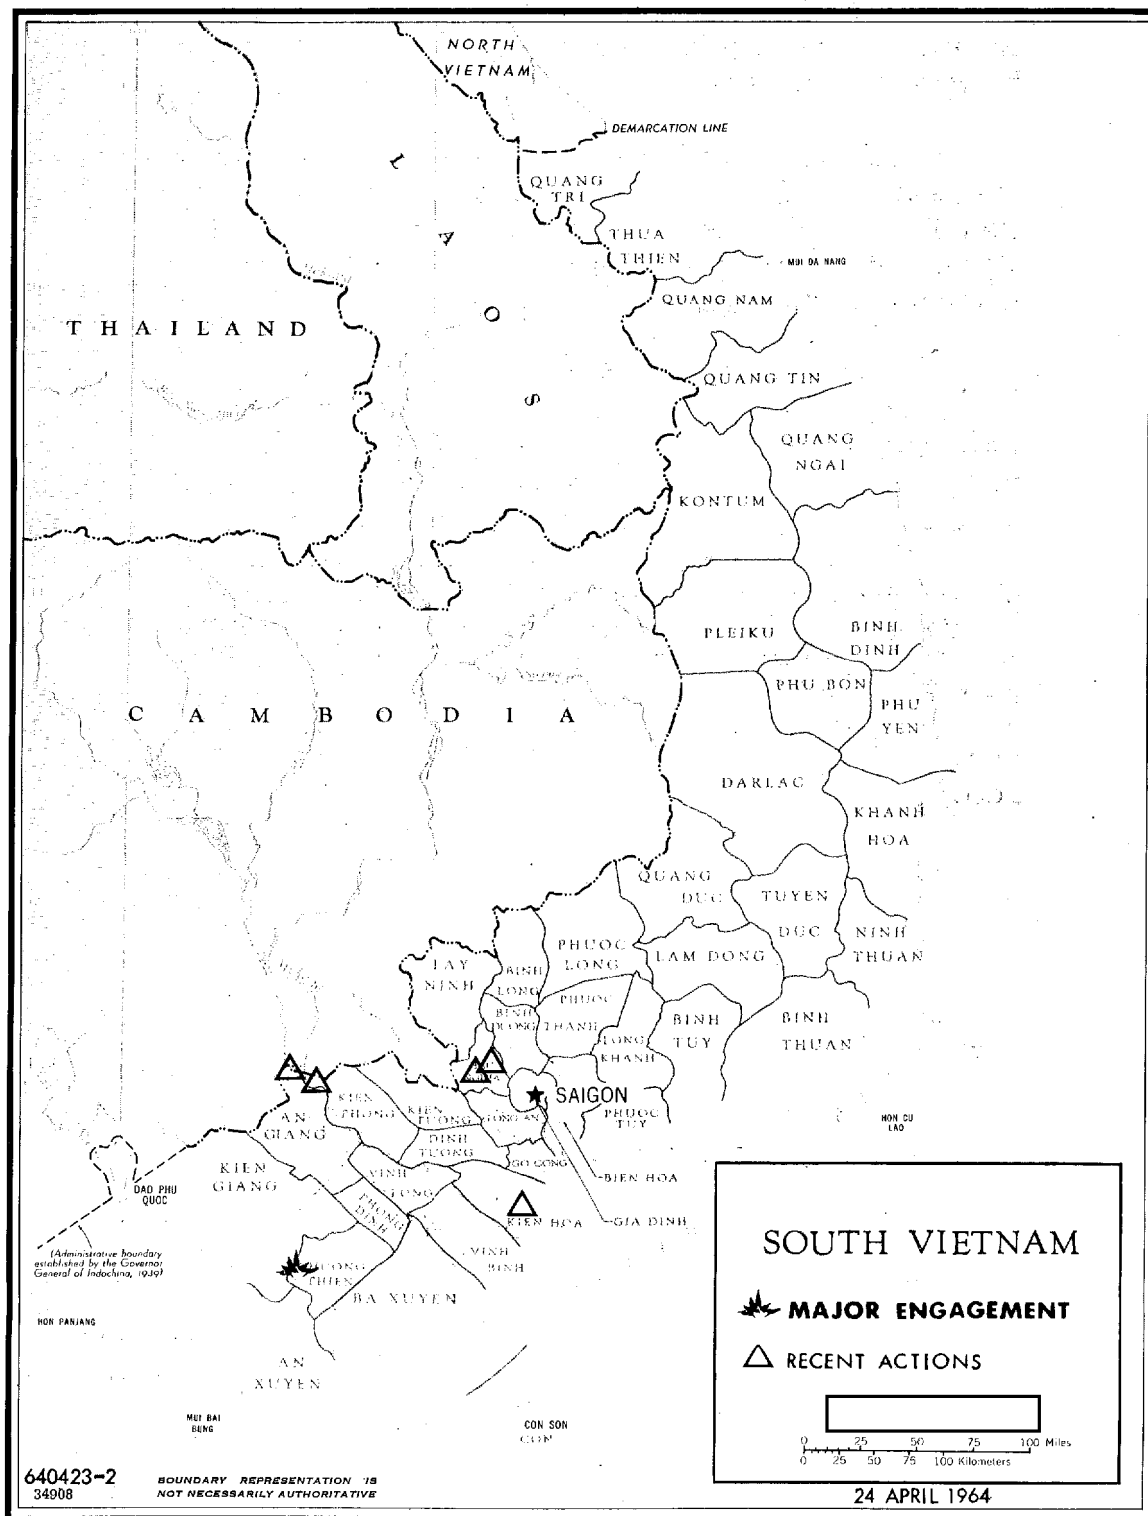 NORTH
VIETNAM
DEMARCATION LINE
L A O S
QUANG
TRI
THUA
THIEN
MUI DA NANG
QUANG NAM
THAILAND
QUANG TIN
QUANG
NGAI
KONTUM
PLEIKU
BINH
DINH
PHU BON
PHU
YEN
CAMBODIA
DARLAC
KHANH
HOA
QUANG
DUC
TUYEN
DUC
NINH
THUAN
PHUOC
LONG
LAM DONG
TAY
NINH
BINH
LONG
BINH
DUONG
PHUOC
THANH
LONG
KHANH
BINH
TUY
BINH
THUAN
SAIGON
KIEN
PHONG
KIEN
TUONG
LONG AN
PHUOC
TUY
HON CU
LAO
AN
GIANG
DINH
TUONG
GO CONG
BIEN HOA
KIEN
GIANG
VINH
LONG
DAO PHU
QUOC
PHONG
DINH
KIEN HOA
GIA DINH
(Administrative boundary
established by the Governor
General of Indochina, 1939)
VINH
BINH
CHUONG
THIEN
BA XUYEN
HON PANJANG
AN
XUYEN
MUI BAI
BUNG
CON SON
CON
SOUTH VIETNAM
MAJOR ENGAGEMENT
RECENT ACTIONS
0 25 50 75 100 Miles
0 25 50 75 100 Kilometers
640423-2
34908
BOUNDARY REPRESENTATION IS
NOT NECESSARILY AUTHORITATIVE
24 APRIL 1964